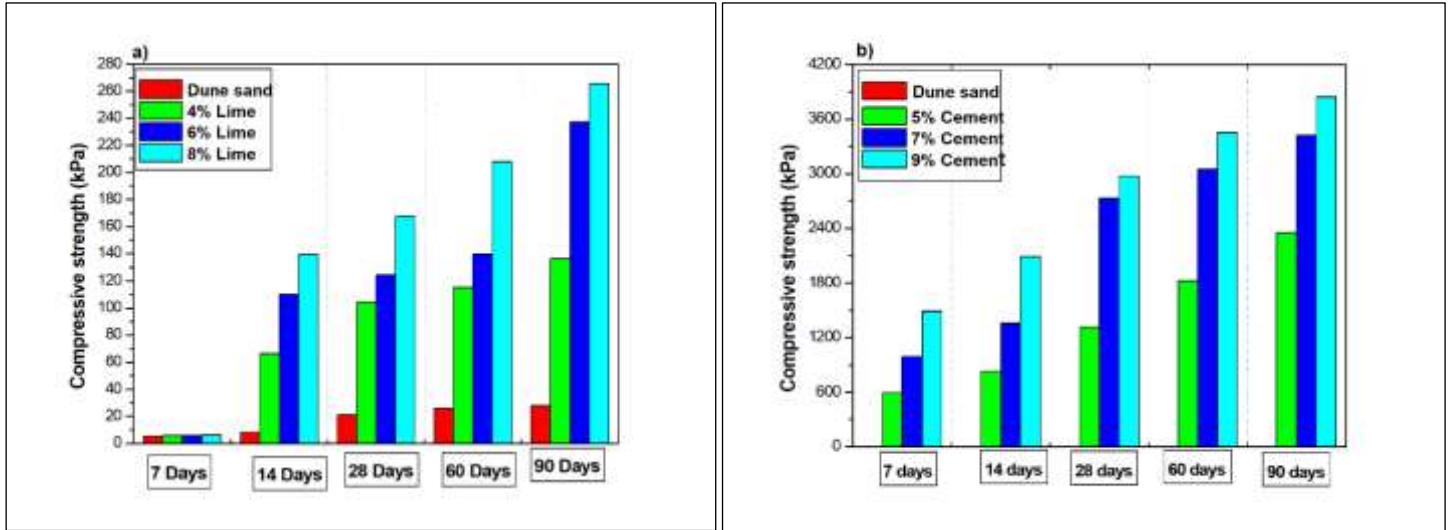 a)
Compressive strength (kPa)
280
260
240
220
200
180
160
140
120
100
80
60
40
20
0
Dune sand
4% Lime
6% Lime
8% Lime
7 Days
14 Days
28 Days
60 Days
90 Days
b)
Compressive strength (kPa)
4200
3600
3000
2400
1800
1200
600
0
Dune sand
5% Cement
7% Cement
9% Cement
7 days
14 days
28 days
60 days
90 days